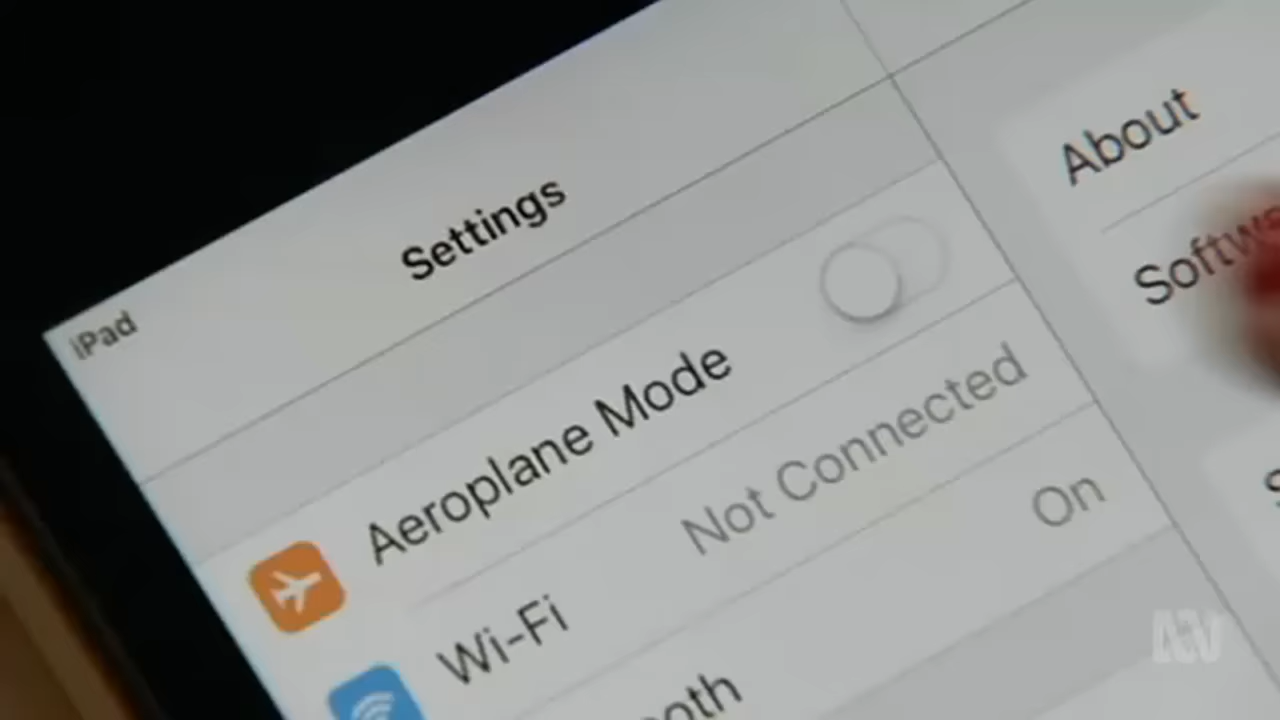 iPad
Settings
Aeroplane Mode
Wi-Fi Not Connected
On
About